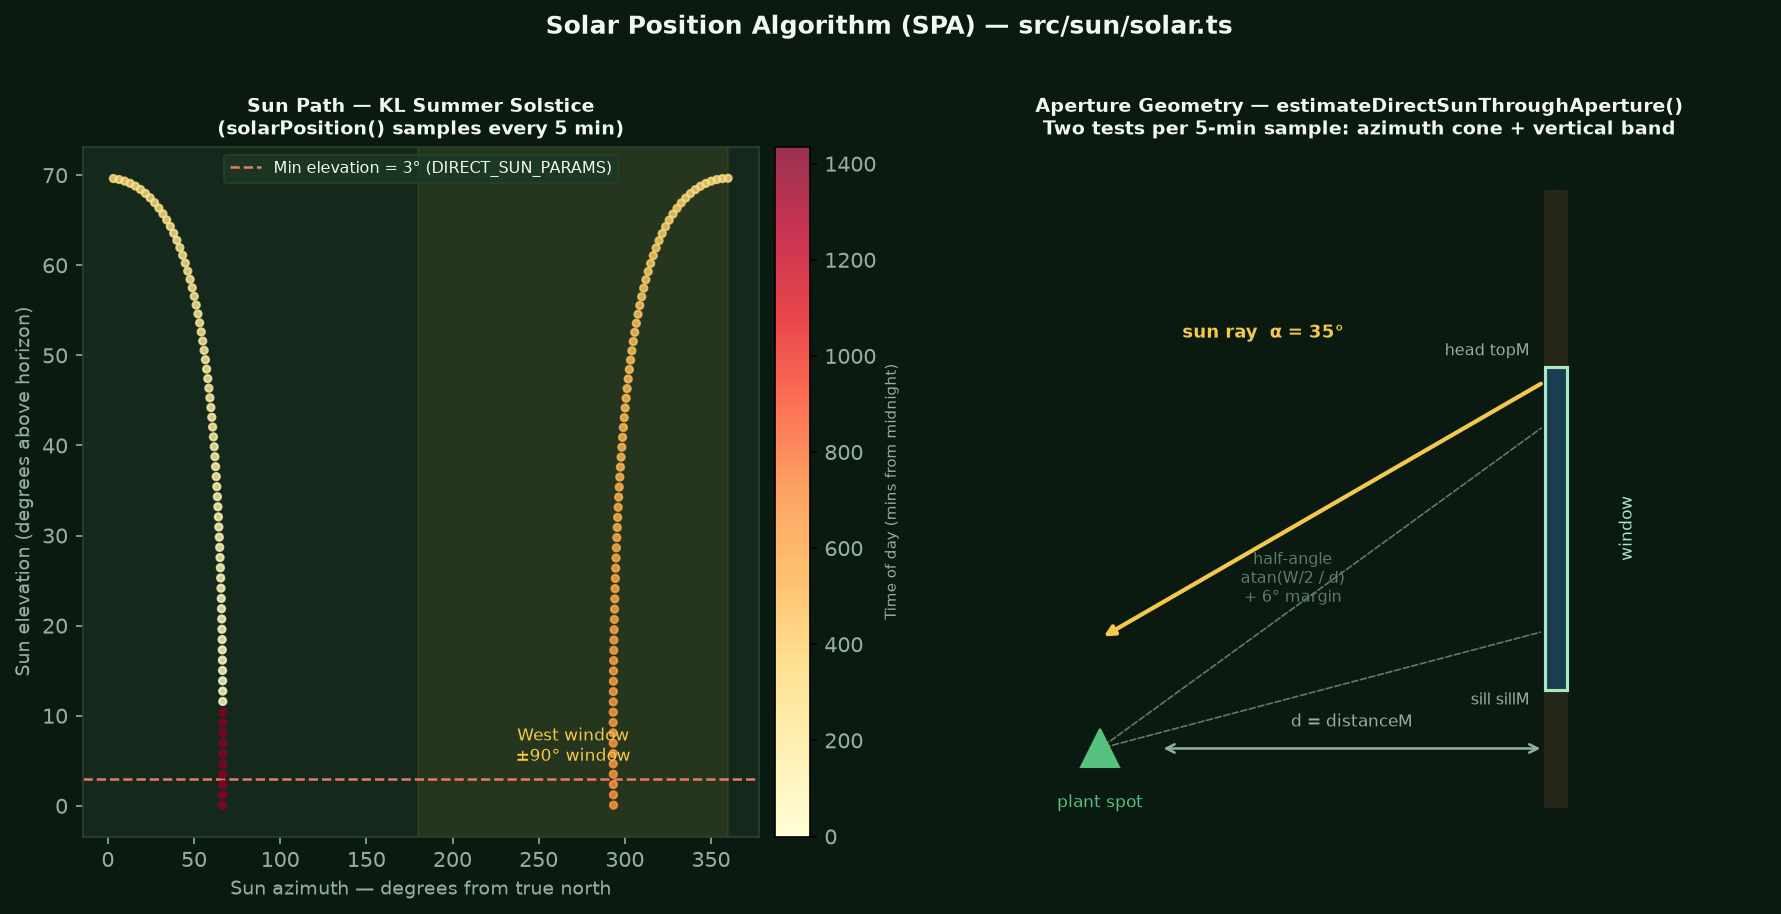 Solar Position Algorithm (SPA) — src/sun/solar.ts
Sun Path — KL Summer Solstice
(solarPosition() samples every 5 min)
Min elevation = 3° (DIRECT_SUN_PARAMS)
Sun elevation (degrees above horizon)
70
60
50
40
30
20
10
0
West window
±90° window
0
50
100
150
200
250
300
350
Sun azimuth — degrees from true north
1400
1200
1000
800
600
400
200
0
Time of day (mins from midnight)
Aperture Geometry — estimateDirectSunThroughAperture()
Two tests per 5-min sample: azimuth cone + vertical band
sun ray  α = 35°
head topM
window
half-angle
atan(W/2 / d)
+ 6° margin
sill sillM
d = distanceM
plant spot